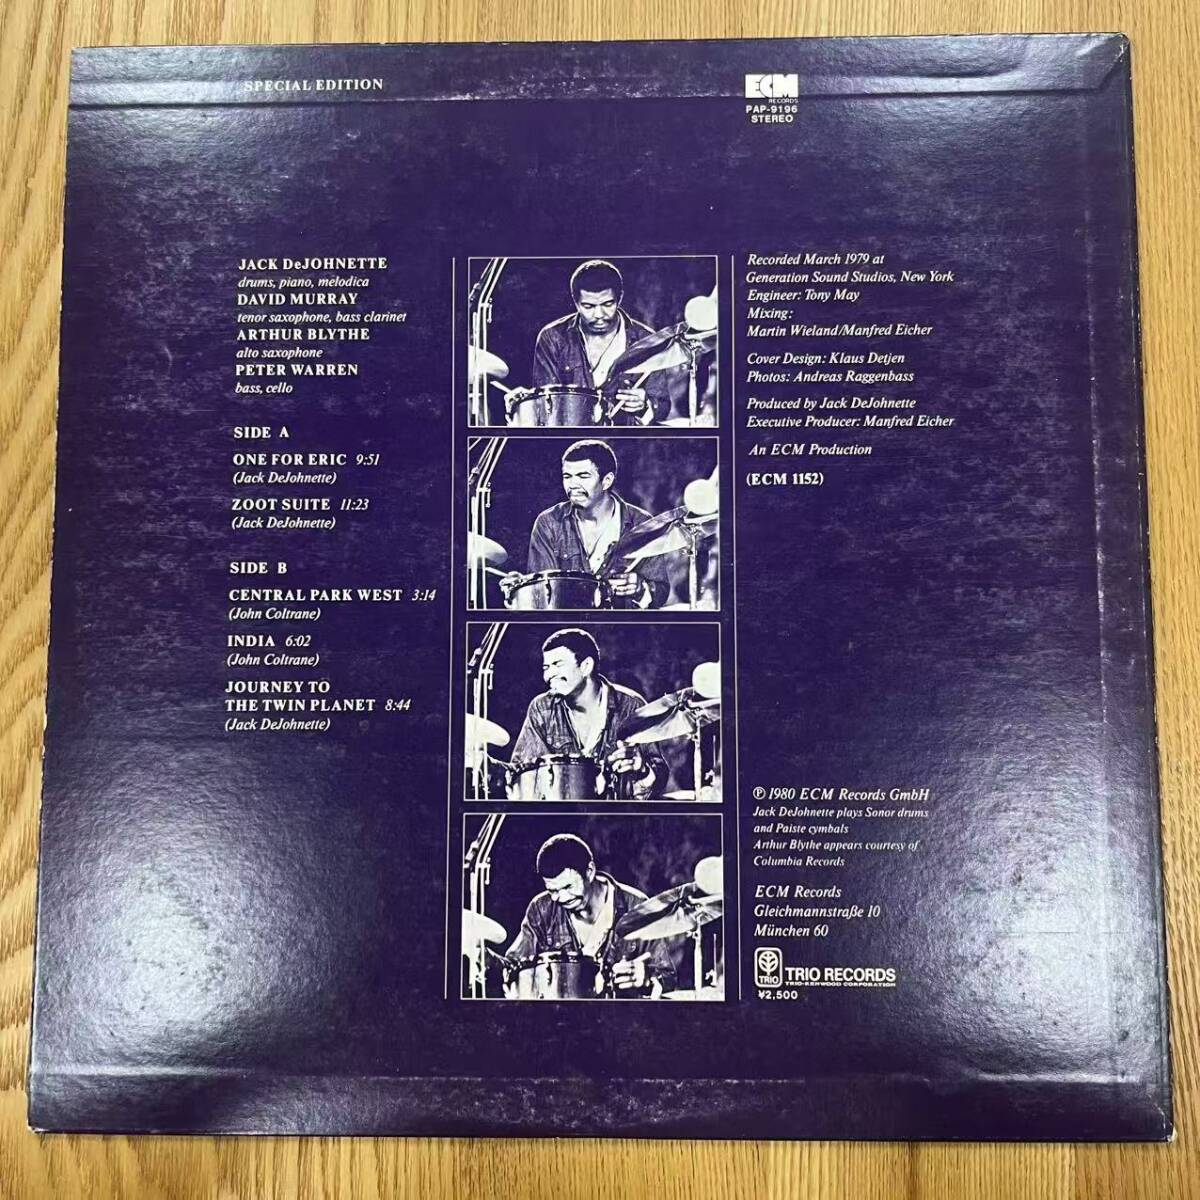 SPECIAL EDITION
ECM
RECORDS
PAP-9196
STEREO
JACK DeJOHNETTE
drums, piano, melodica
DAVID MURRAY
tenor saxophone, bass clarinet
ARTHUR BLYTHE
alto saxophone
PETER WARREN
bass, cello
SIDE A
ONE FOR ERIC 9:51
(Jack DeJohnette)
ZOOT SUITE 11:23
(Jack DeJohnette)
SIDE B
CENTRAL PARK WEST 3:14
(John Coltrane)
INDIA 6:02
(John Coltrane)
JOURNEY TO
THE TWIN PLANET 8:44
(Jack DeJohnette)
Recorded March 1979 at
Generation Sound Studios, New York
Engineer: Tony May
Mixing:
Martin Wieland/Manfred Eicher
Cover Design: Klaus Detjen
Photos: Andreas Raggenbass
Produced by Jack DeJohnette
Executive Producer: Manfred Eicher
An ECM Production
(ECM 1152)
℗ 1980 ECM Records GmbH
Jack DeJohnette plays Sonor drums
and Paiste cymbals
Arthur Blythe appears courtesy of
Columbia Records
ECM Records
Gleichmannstraße 10
München 60
TRIO
TRIO RECORDS
TRIO-KENWOOD CORPORATION
¥2,500